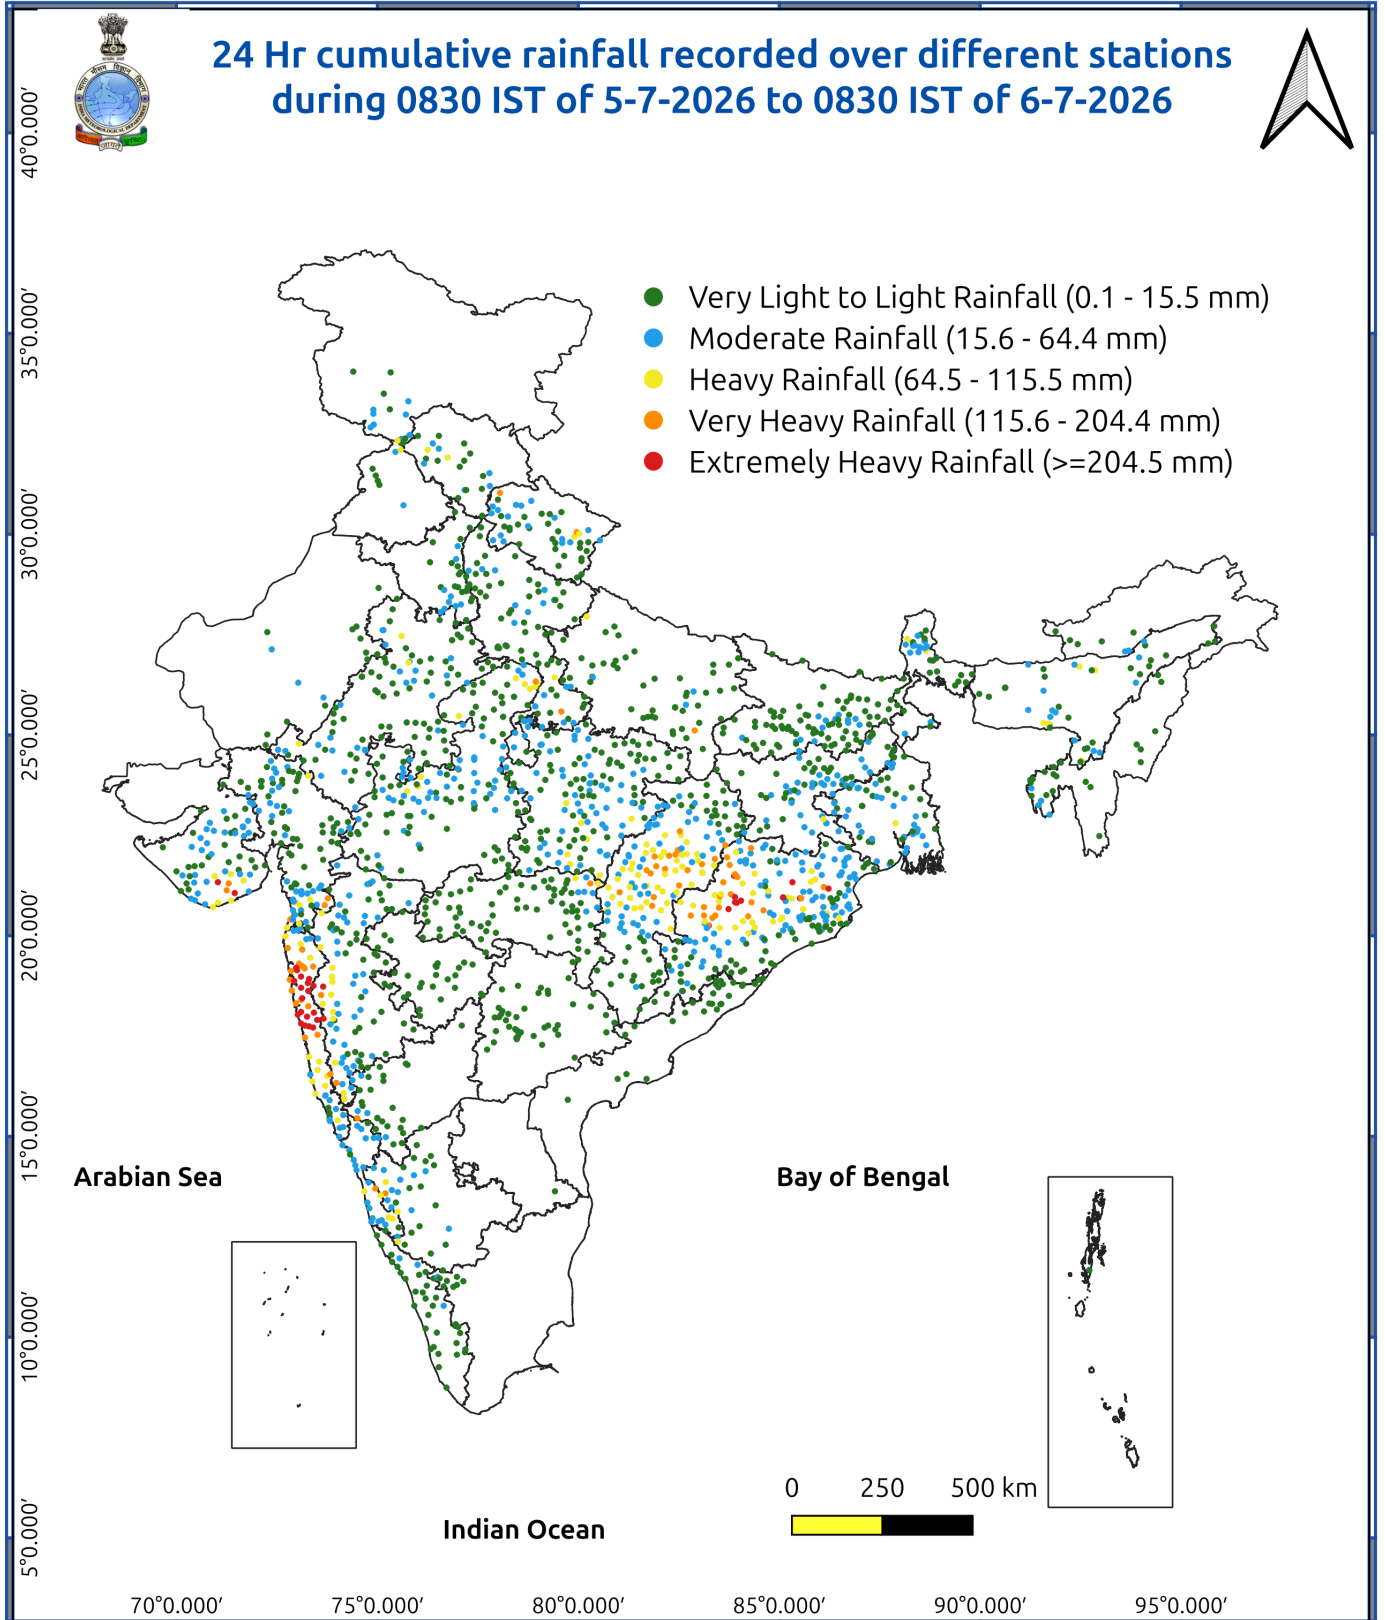 24 Hr cumulative rainfall recorded over different stations
during 0830 IST of 5-7-2026 to 0830 IST of 6-7-2026
Very Light to Light Rainfall (0.1 - 15.5 mm)
Moderate Rainfall (15.6 - 64.4 mm)
Heavy Rainfall (64.5 - 115.5 mm)
Very Heavy Rainfall (115.6 - 204.4 mm)
Extremely Heavy Rainfall (>=204.5 mm)
40°0.000′
35°0.000′
30°0.000′
25°0.000′
20°0.000′
15°0.000′
10°0.000′
5°0.000′
Arabian Sea
Bay of Bengal
Indian Ocean
0 250 500 km
70°0.000′ 75°0.000′ 80°0.000′ 85°0.000′ 90°0.000′ 95°0.000′